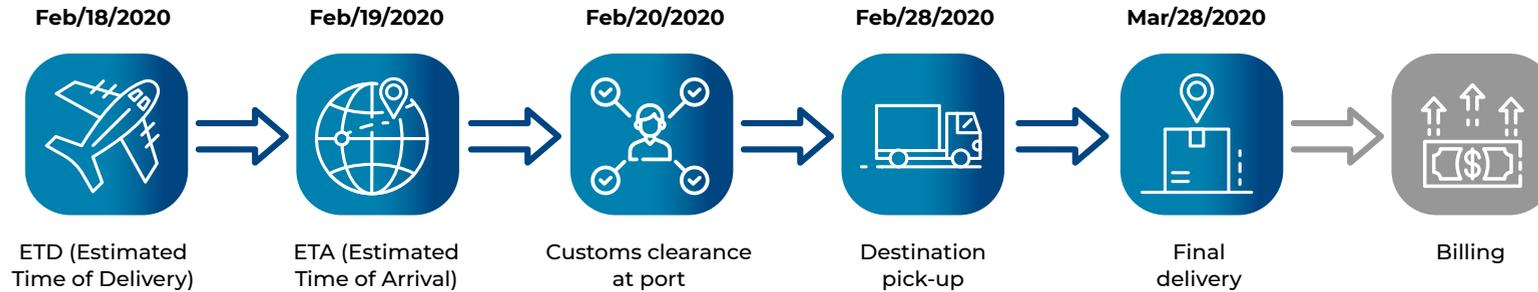 Feb/18/2020
Feb/19/2020
Feb/20/2020
Feb/28/2020
Mar/28/2020
$
ETD (Estimated
Time of Delivery)
ETA (Estimated
Time of Arrival)
Customs clearance
at port
Destination
pick-up
Final
delivery
Billing